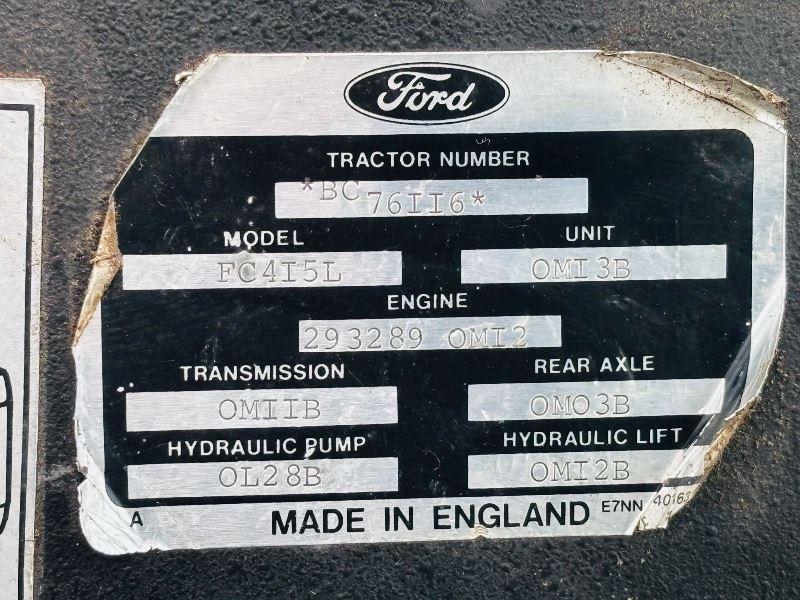 Ford
TRACTOR NUMBER
*BC76II6*
MODEL UNIT
FC4I5L OMI3B
ENGINE
293289 OMI2
TRANSMISSION REAR AXLE
OMIIB OMO3B
HYDRAULIC PUMP HYDRAULIC LIFT
OL28B OMI2B
A MADE IN ENGLAND E7NN